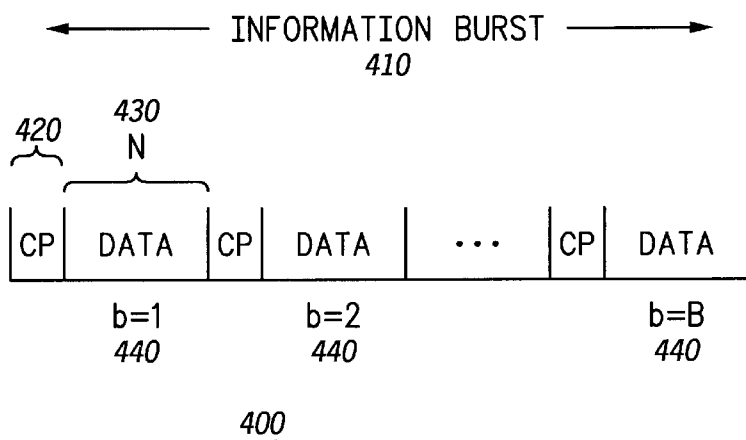 INFORMATION BURST
410
420
430
N
CP DATA CP DATA ... CP DATA
b=1 b=2 b=B
440 440 440
400